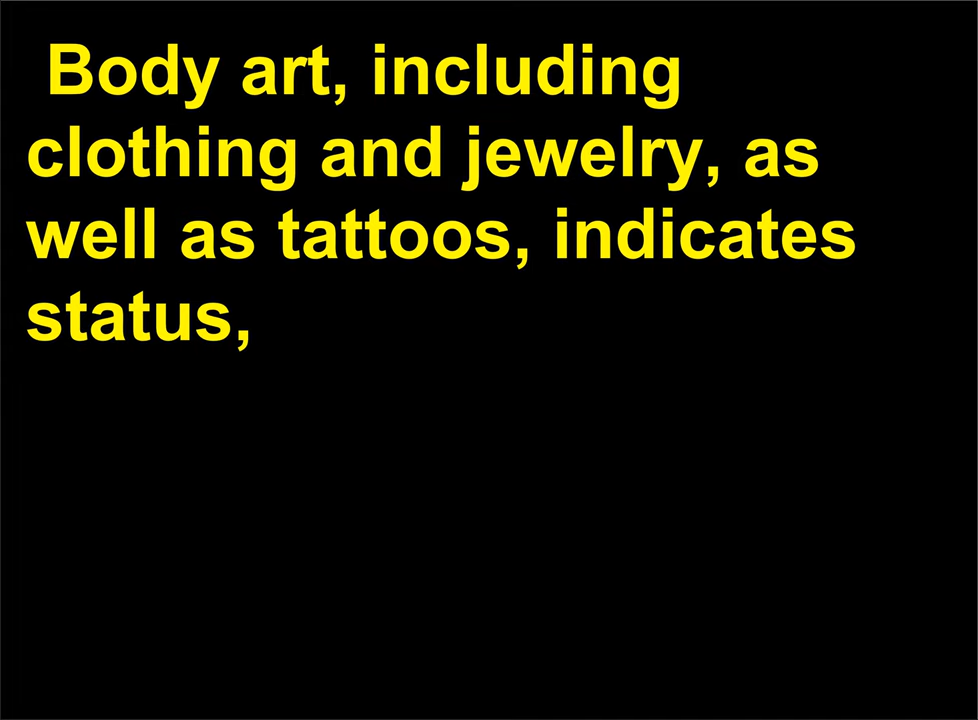 Body art, including
clothing and jewelry, as
well as tattoos, indicates
status,